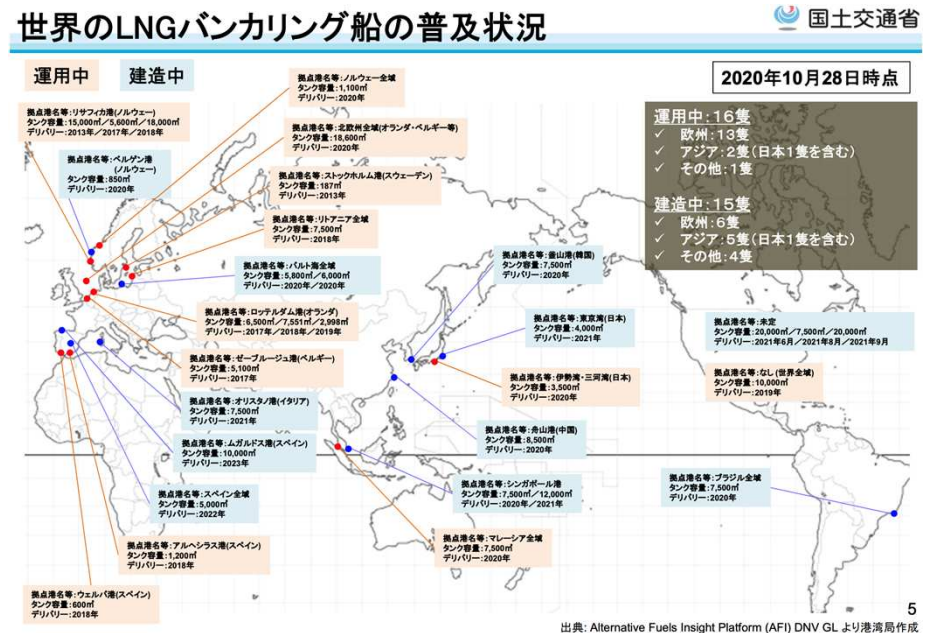 世界のLNGバンカリング船の普及状況
国土交通省
運用中
建造中
2020年10月28日時点
運用中:16隻
✓ 欧州:13隻
✓ アジア:2隻(日本1隻を含む)
✓ その他:1隻
建造中:15隻
✓ 欧州:6隻
✓ アジア:5隻(日本1隻を含む)
✓ その他:4隻
拠点港名等:ノルウェー全域
タンク容量:1,100㎥
デリバリー:2020年
拠点港名等:リサフィカ港(ノルウェー)
タンク容量:15,000㎥/5,600㎥/18,000㎥
デリバリー:2013年/2017年/2018年
拠点港名等:北欧州全域(オランダ・ベルギー等)
タンク容量:18,600㎥
デリバリー:2020年
拠点港名等:ベルゲン港
(ノルウェー)
タンク容量:850㎥
デリバリー:2020年
拠点港名等:ストックホルム港(スウェーデン)
タンク容量:187㎥
デリバリー:2013年
拠点港名等:リトアニア全域
タンク容量:7,500㎥
デリバリー:2018年
拠点港名等:バルト海全域
タンク容量:5,800㎥/6,000㎥
デリバリー:2020年/2020年
拠点港名等:ロッテルダム港(オランダ)
タンク容量:6,500㎥/7,551㎥/2,998㎥
デリバリー:2017年/2018年/2019年
拠点港名等:ゼーブルージュ港(ベルギー)
タンク容量:5,100㎥
デリバリー:2017年
拠点港名等:オリスタノ港(イタリア)
タンク容量:7,500㎥
デリバリー:2021年
拠点港名等:ムガルドス港(スペイン)
タンク容量:10,000㎥
デリバリー:2023年
拠点港名等:スペイン全域
タンク容量:5,000㎥
デリバリー:2022年
拠点港名等:アルヘシラス港(スペイン)
タンク容量:1,200㎥
デリバリー:2018年
拠点港名等:ウェルバ港(スペイン)
タンク容量:600㎥
デリバリー:2018年
拠点港名等:釜山港(韓国)
タンク容量:7,500㎥
デリバリー:2020年
拠点港名等:東京湾(日本)
タンク容量:4,000㎥
デリバリー:2021年
拠点港名等:伊勢湾・三河湾(日本)
タンク容量:3,500㎥
デリバリー:2020年
拠点港名等:舟山港(中国)
タンク容量:8,500㎥
デリバリー:2020年
拠点港名等:シンガポール港
タンク容量:7,500㎥/12,000㎥
デリバリー:2020年/2021年
拠点港名等:マレーシア全域
タンク容量:7,500㎥
デリバリー:2020年
拠点港名等:未定
タンク容量:20,000㎥/7,500㎥/20,000㎥
デリバリー:2021年6月/2021年8月/2021年9月
拠点港名等:なし(世界全域)
タンク容量:10,000㎥
デリバリー:2019年
拠点港名等:ブラジル全域
タンク容量:7,500㎥
デリバリー:2020年
5
出典: Alternative Fuels Insight Platform (AFI) DNV GL より港湾局作成